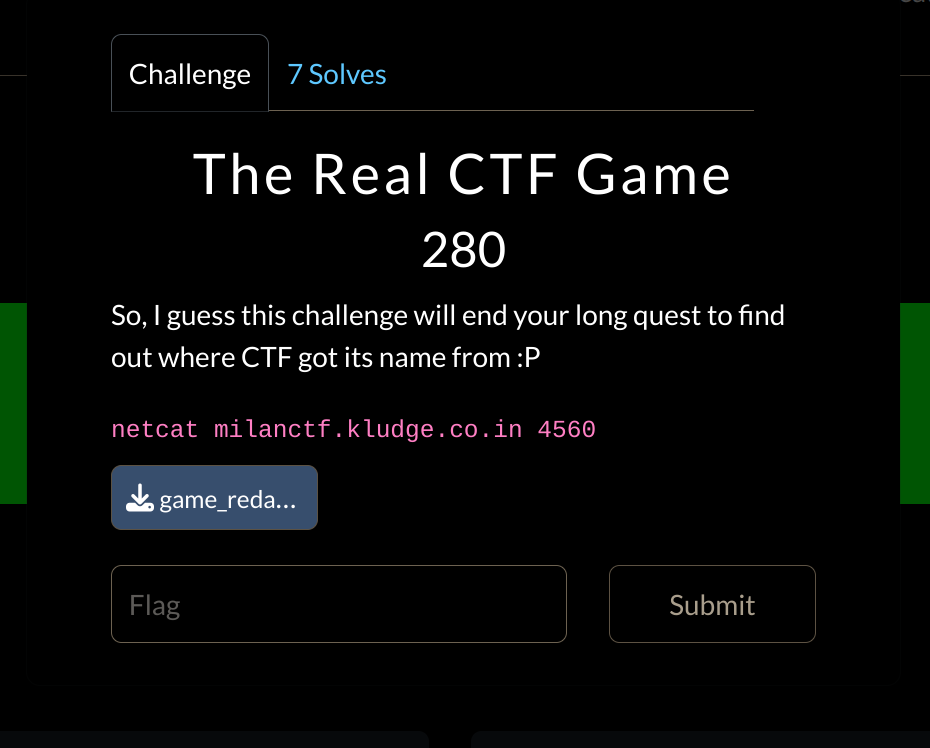 Challenge
7 Solves
The Real CTF Game
280
So, I guess this challenge will end your long quest to find
out where CTF got its name from :P
netcat milanctf.kludge.co.in 4560
game_reda...
Flag
Submit